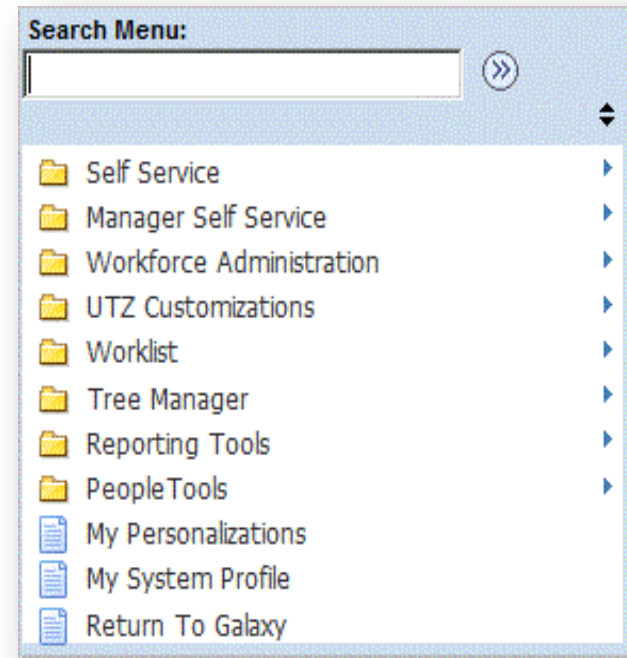 Search Menu:
Self Service
Manager Self Service
Workforce Administration
UTZ Customizations
Worklist
Tree Manager
Reporting Tools
PeopleTools
My Personalizations
My System Profile
Return To Galaxy